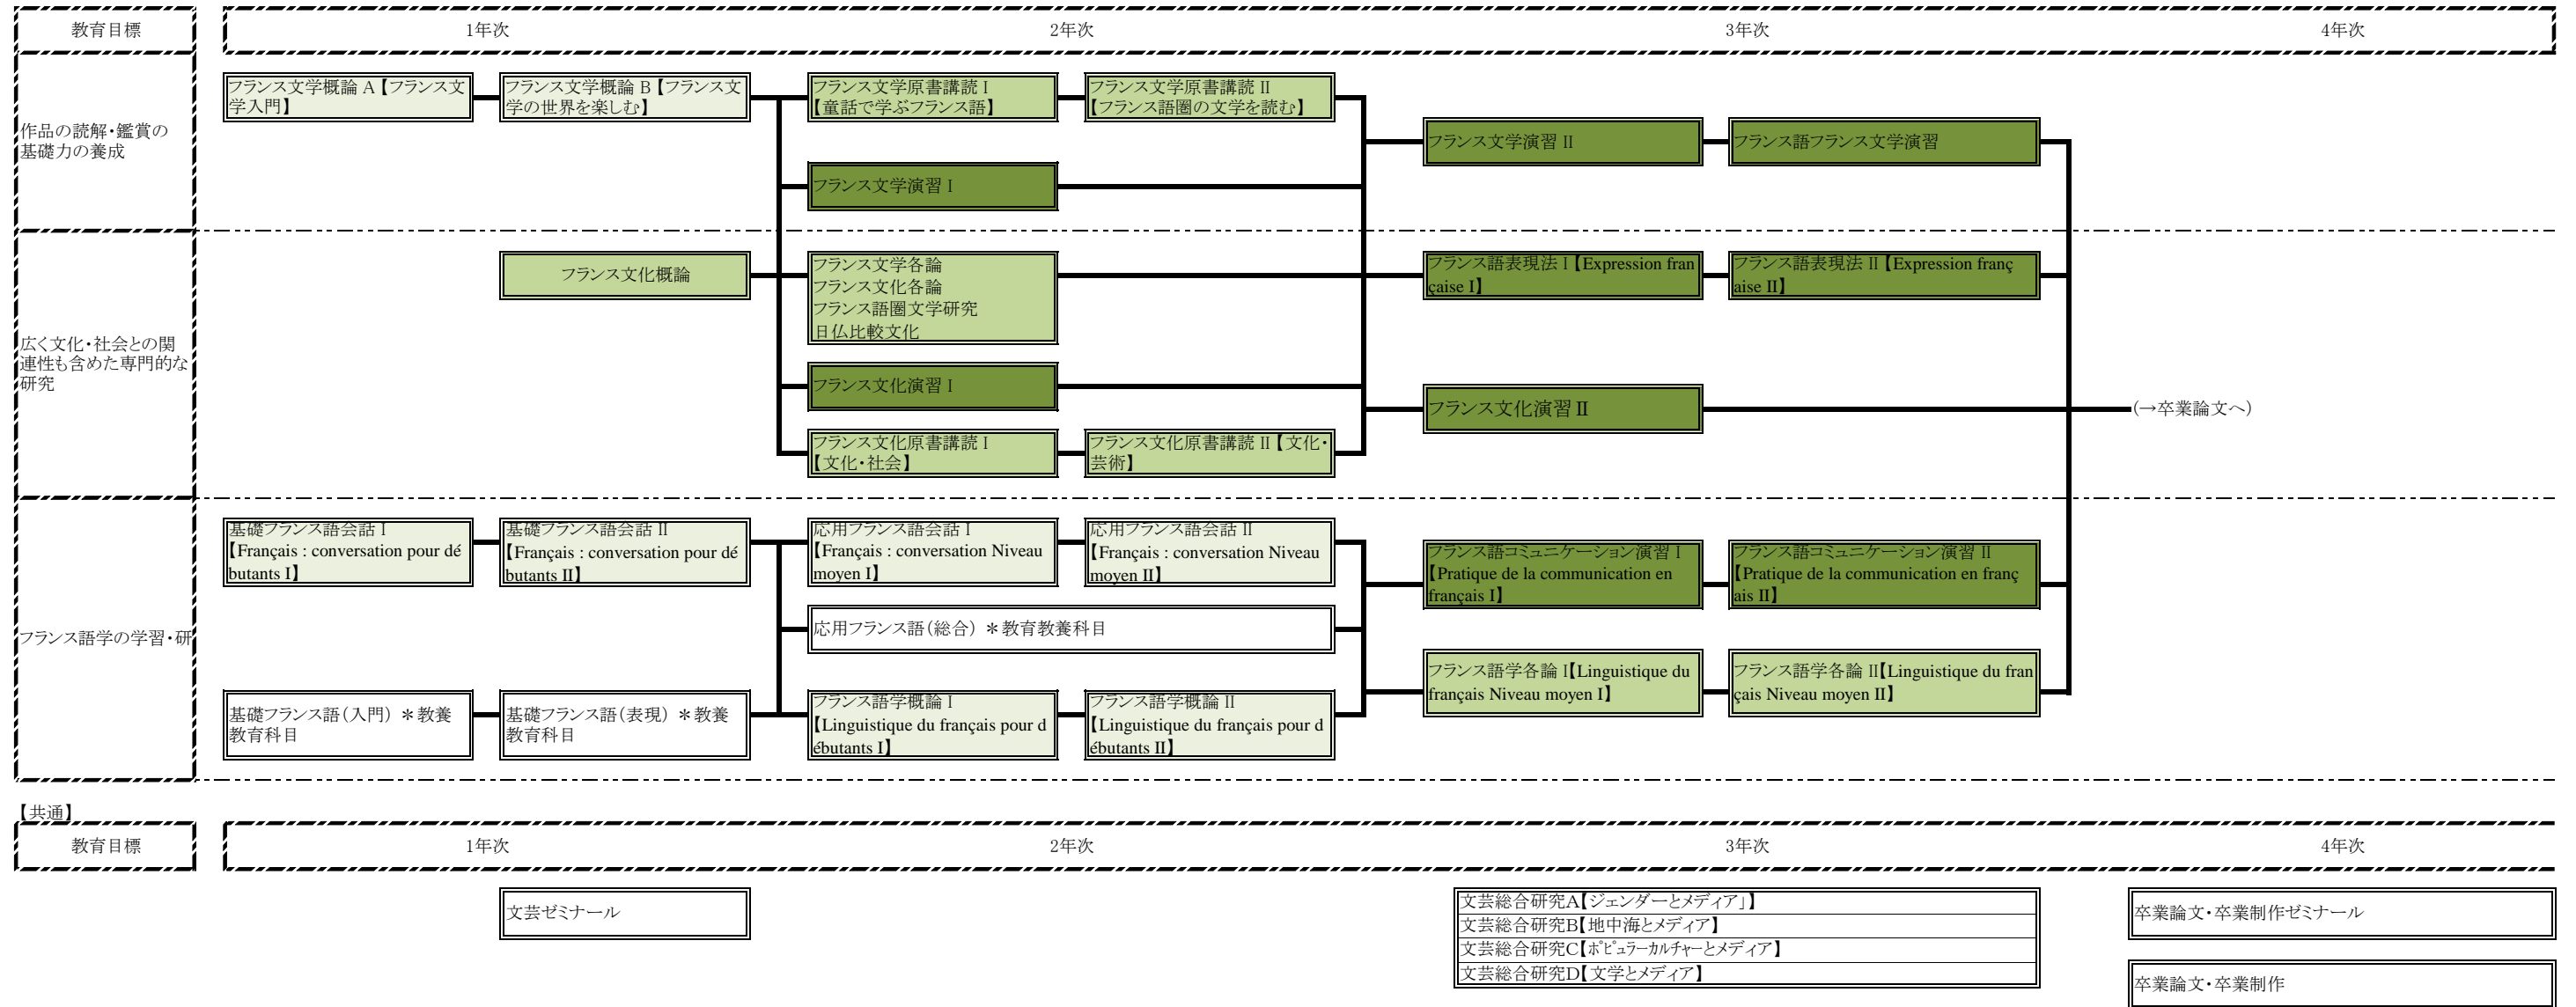 教育目標
1年次
2年次
3年次
4年次
作品の読解・鑑賞の
基礎力の養成
フランス文学概論 A【フランス文
学入門】
フランス文学概論 B【フランス文
学の世界を楽しむ】
フランス文学原書講読 I
【童話で学ぶフランス語】
フランス文学原書講読 II
【フランス語圏の文学を読む】
フランス文学演習 I
フランス文学演習 II
フランス語フランス文学演習
広く文化・社会との関
連性も含めた専門的な
研究
フランス文化概論
フランス文学各論
フランス文化各論
フランス語圏文学研究
日仏比較文化
フランス文化演習 I
フランス文化原書講読 I
【文化・社会】
フランス文化原書講読 II【文化・
芸術】
フランス語表現法 I【Expression fran
çaise I】
フランス語表現法 II【Expression franç
aise II】
フランス文化演習 II
(→卒業論文へ)
フランス語学の学習・研
基礎フランス語会話 I
【Français : conversation pour dé
butants I】
基礎フランス語会話 II
【Français : conversation pour dé
butants II】
応用フランス語会話 I
【Français : conversation Niveau
moyen I】
応用フランス語会話 II
【Français : conversation Niveau
moyen II】
応用フランス語(総合) *教育教養科目
基礎フランス語(入門) *教養
教育科目
基礎フランス語(表現) *教養
教育科目
フランス語学概論 I
【Linguistique du français pour d
ébutants I】
フランス語学概論 II
【Linguistique du français pour d
ébutants II】
フランス語コミュニケーション演習 I
【Pratique de la communication en
français I】
フランス語コミュニケーション演習 II
【Pratique de la communication en franç
ais II】
フランス語学各論 I【Linguistique du
français Niveau moyen I】
フランス語学各論 II【Linguistique du fran
çais Niveau moyen II】
【共通】
教育目標
1年次
2年次
3年次
4年次
文芸ゼミナール
文芸総合研究A【ジェンダーとメディア」】
文芸総合研究B【地中海とメディア】
文芸総合研究C【ポピュラーカルチャーとメディア】
文芸総合研究D【文学とメディア】
卒業論文・卒業制作ゼミナール
卒業論文・卒業制作